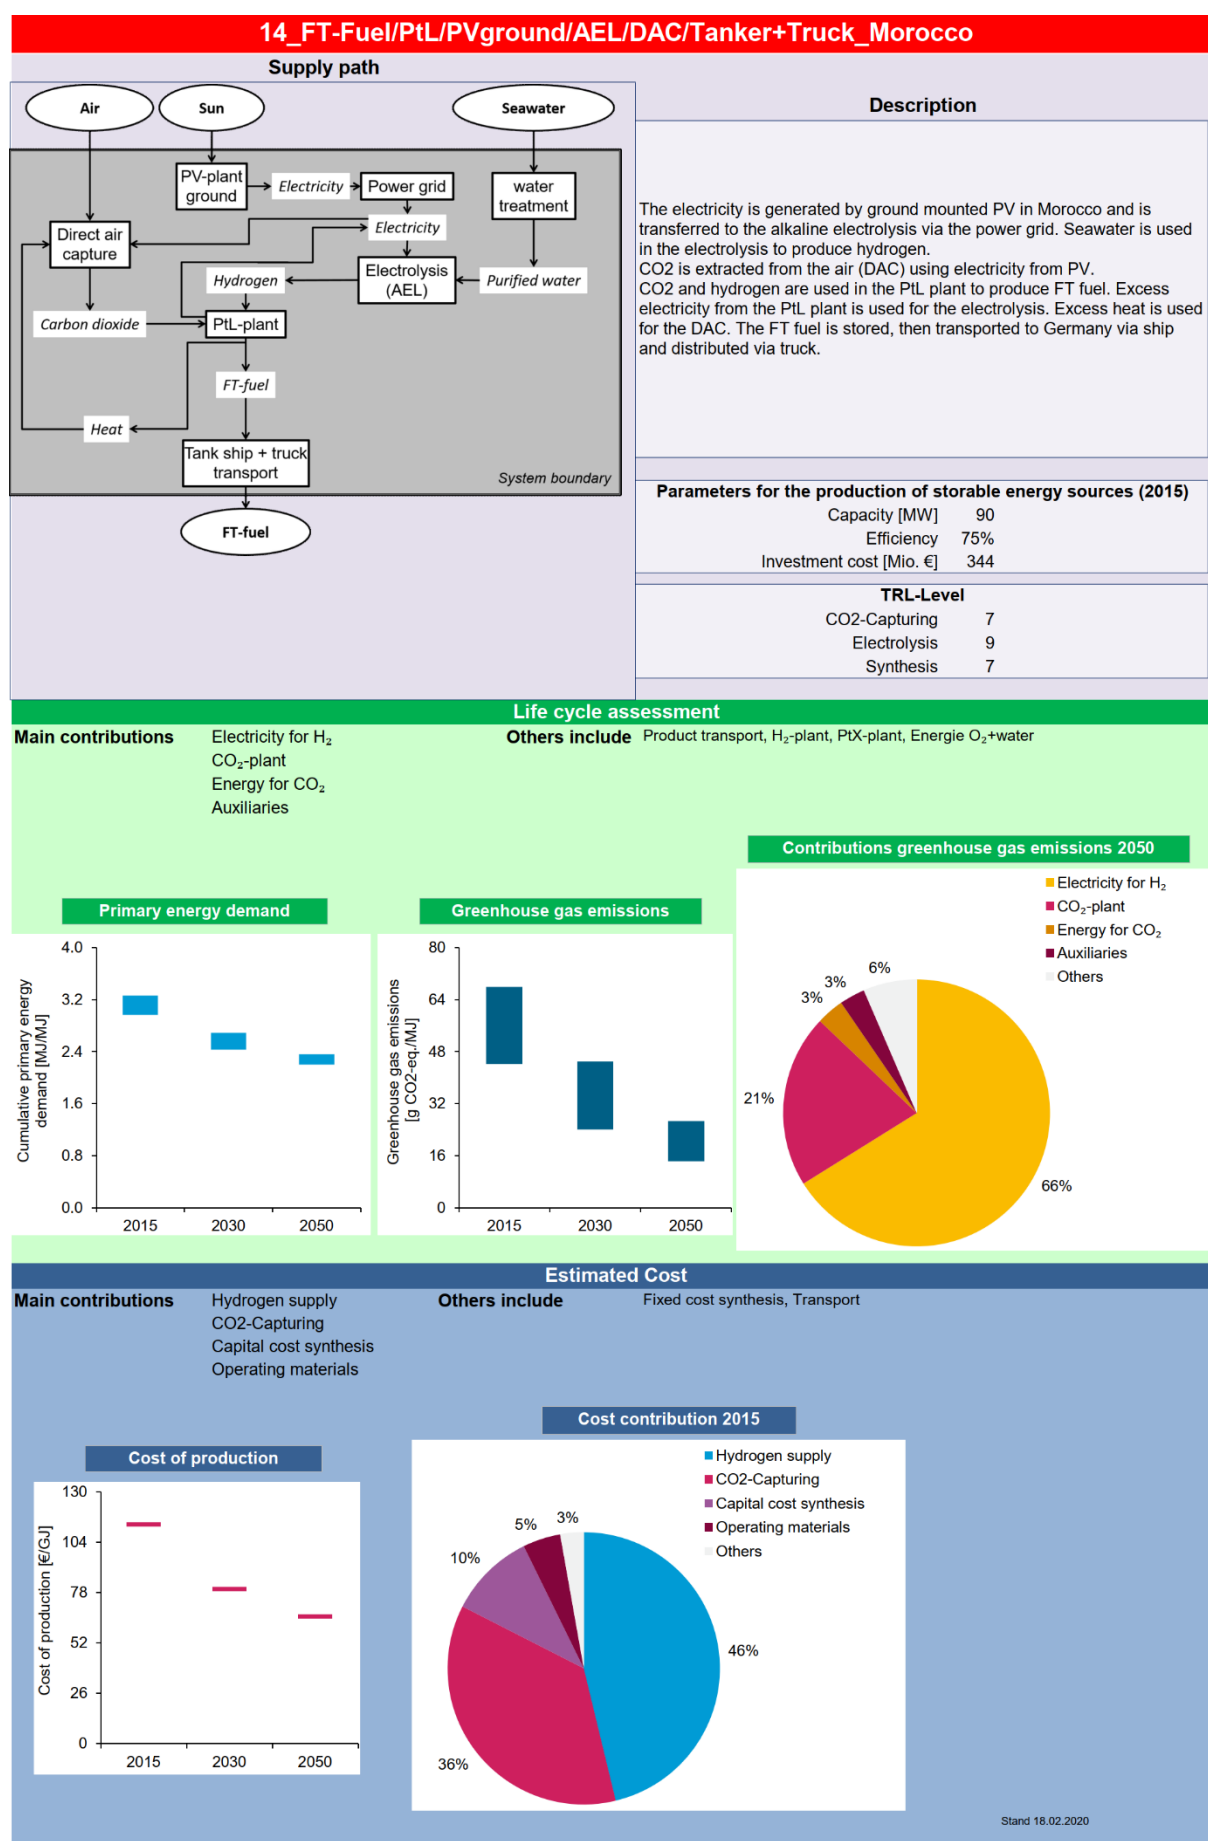 14_FT-Fuel/PtL/PVground/AEL/DAC/Tanker+Truck_Morocco
Supply path
Air
Sun
Seawater
PV-plant
ground
Electricity
Power grid
water
treatment
Direct air
capture
Electricity
Hydrogen
Electrolysis
(AEL)
Purified water
Carbon dioxide
PtL-plant
FT-fuel
Heat
Tank ship + truck
transport
System boundary
FT-fuel
Description
The electricity is generated by ground mounted PV in Morocco and is
transferred to the alkaline electrolysis via the power grid. Seawater is used
in the electrolysis to produce hydrogen.
CO2 is extracted from the air (DAC) using electricity from PV.
CO2 and hydrogen are used in the PtL plant to produce FT fuel. Excess
electricity from the PtL plant is used for the electrolysis. Excess heat is used
for the DAC. The FT fuel is stored, then transported to Germany via ship
and distributed via truck.
Parameters for the production of storable energy sources (2015)
Capacity [MW] 90
Efficiency 75%
Investment cost [Mio. €] 344
TRL-Level
CO2-Capturing 7
Electrolysis 9
Synthesis 7
Life cycle assessment
Main contributions
Electricity for H₂
CO₂-plant
Energy for CO₂
Auxiliaries
Others include
Product transport, H₂-plant, PtX-plant, Energie O₂+water
Primary energy demand
Cumulative primary energy
demand [MJ/MJ]
4.0
3.2
2.4
1.6
0.8
0.0
2015 2030 2050
Greenhouse gas emissions
Greenhouse gas emissions
[g CO2-eq./MJ]
80
64
48
32
16
0
2015 2030 2050
Contributions greenhouse gas emissions 2050
Electricity for H₂
CO₂-plant
Energy for CO₂
Auxiliaries
Others
6%
3%
3%
21%
66%
Estimated Cost
Main contributions
Hydrogen supply
CO2-Capturing
Capital cost synthesis
Operating materials
Others include
Fixed cost synthesis, Transport
Cost of production
Cost of production [€/GJ]
130
104
78
52
26
0
2015 2030 2050
Cost contribution 2015
Hydrogen supply
CO2-Capturing
Capital cost synthesis
Operating materials
Others
3%
5%
10%
46%
36%
Stand 18.02.2020